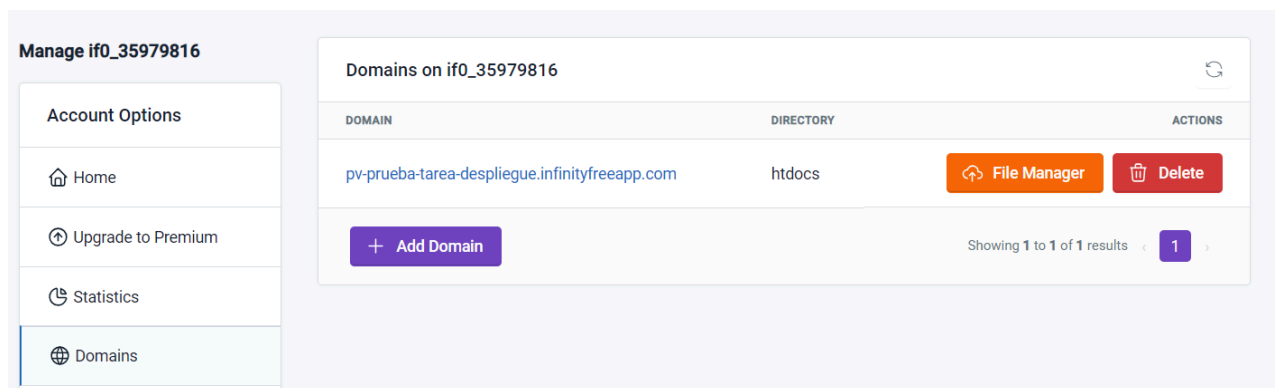 Manage if0_35979816
Account Options
Home
Upgrade to Premium
Statistics
Domains
Domains on if0_35979816
DOMAIN DIRECTORY ACTIONS
pv-prueba-tarea-despliegue.infinityfreeapp.com htdocs File Manager Delete
Add Domain Showing 1 to 1 of 1 results ‹ 1 ›